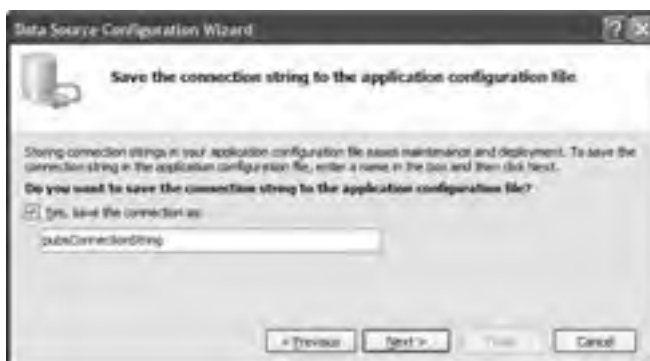 Data Source Configuration Wizard
Save the connection string to the application configuration file
Storing connection strings in your application configuration file eases maintenance and deployment. To save the
connection string in the application configuration file, enter a name in the box and then click Next.
Do you want to save the connection string to the application configuration file?
Yes, save the connection as:
pubsConnectionString
< Previous
Next >
Finish
Cancel